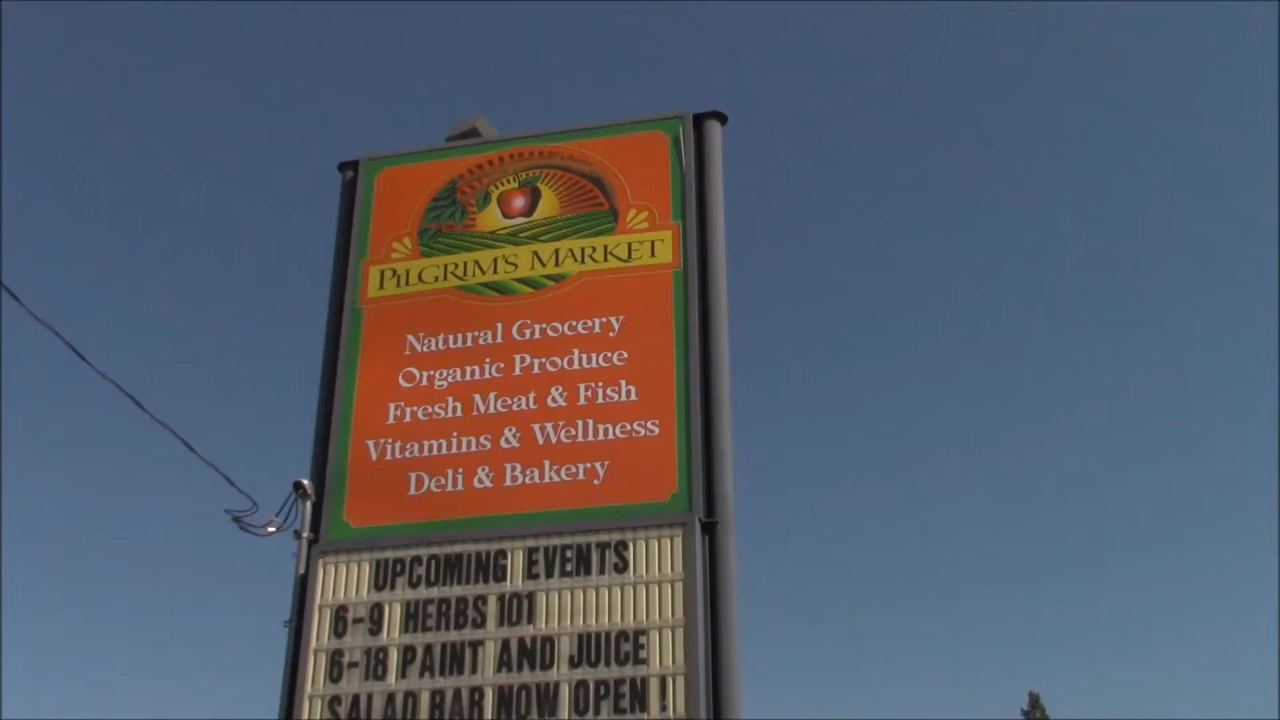 PILGRIM'S MARKET
Natural Grocery
Organic Produce
Fresh Meat & Fish
Vitamins & Wellness
Deli & Bakery
UPCOMING EVENTS
6-9 HERBS 101
6-18 PAINT AND JUICE
SALAD BAR NOW OPEN !